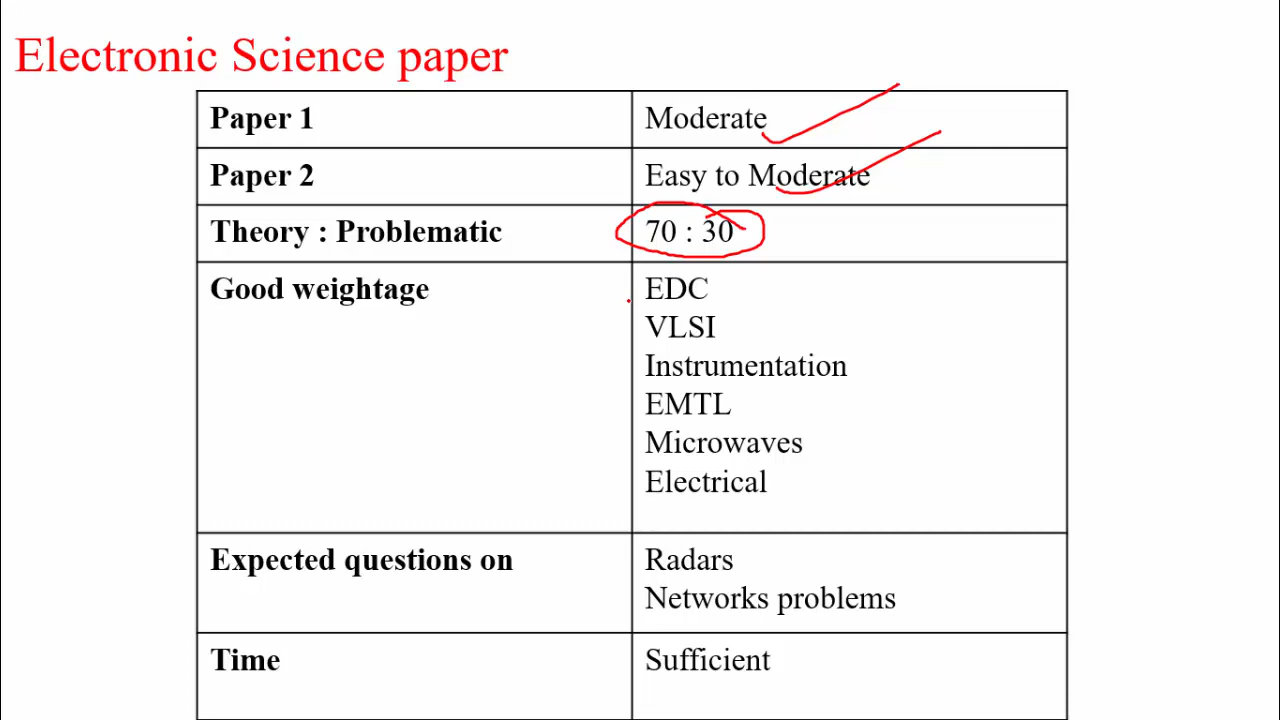 Electronic Science paper
Paper 1 Moderate
Paper 2 Easy to Moderate
Theory : Problematic 70 : 30
Good weightage EDC
VLSI
Instrumentation
EMTL
Microwaves
Electrical
Expected questions on Radars
Networks problems
Time Sufficient